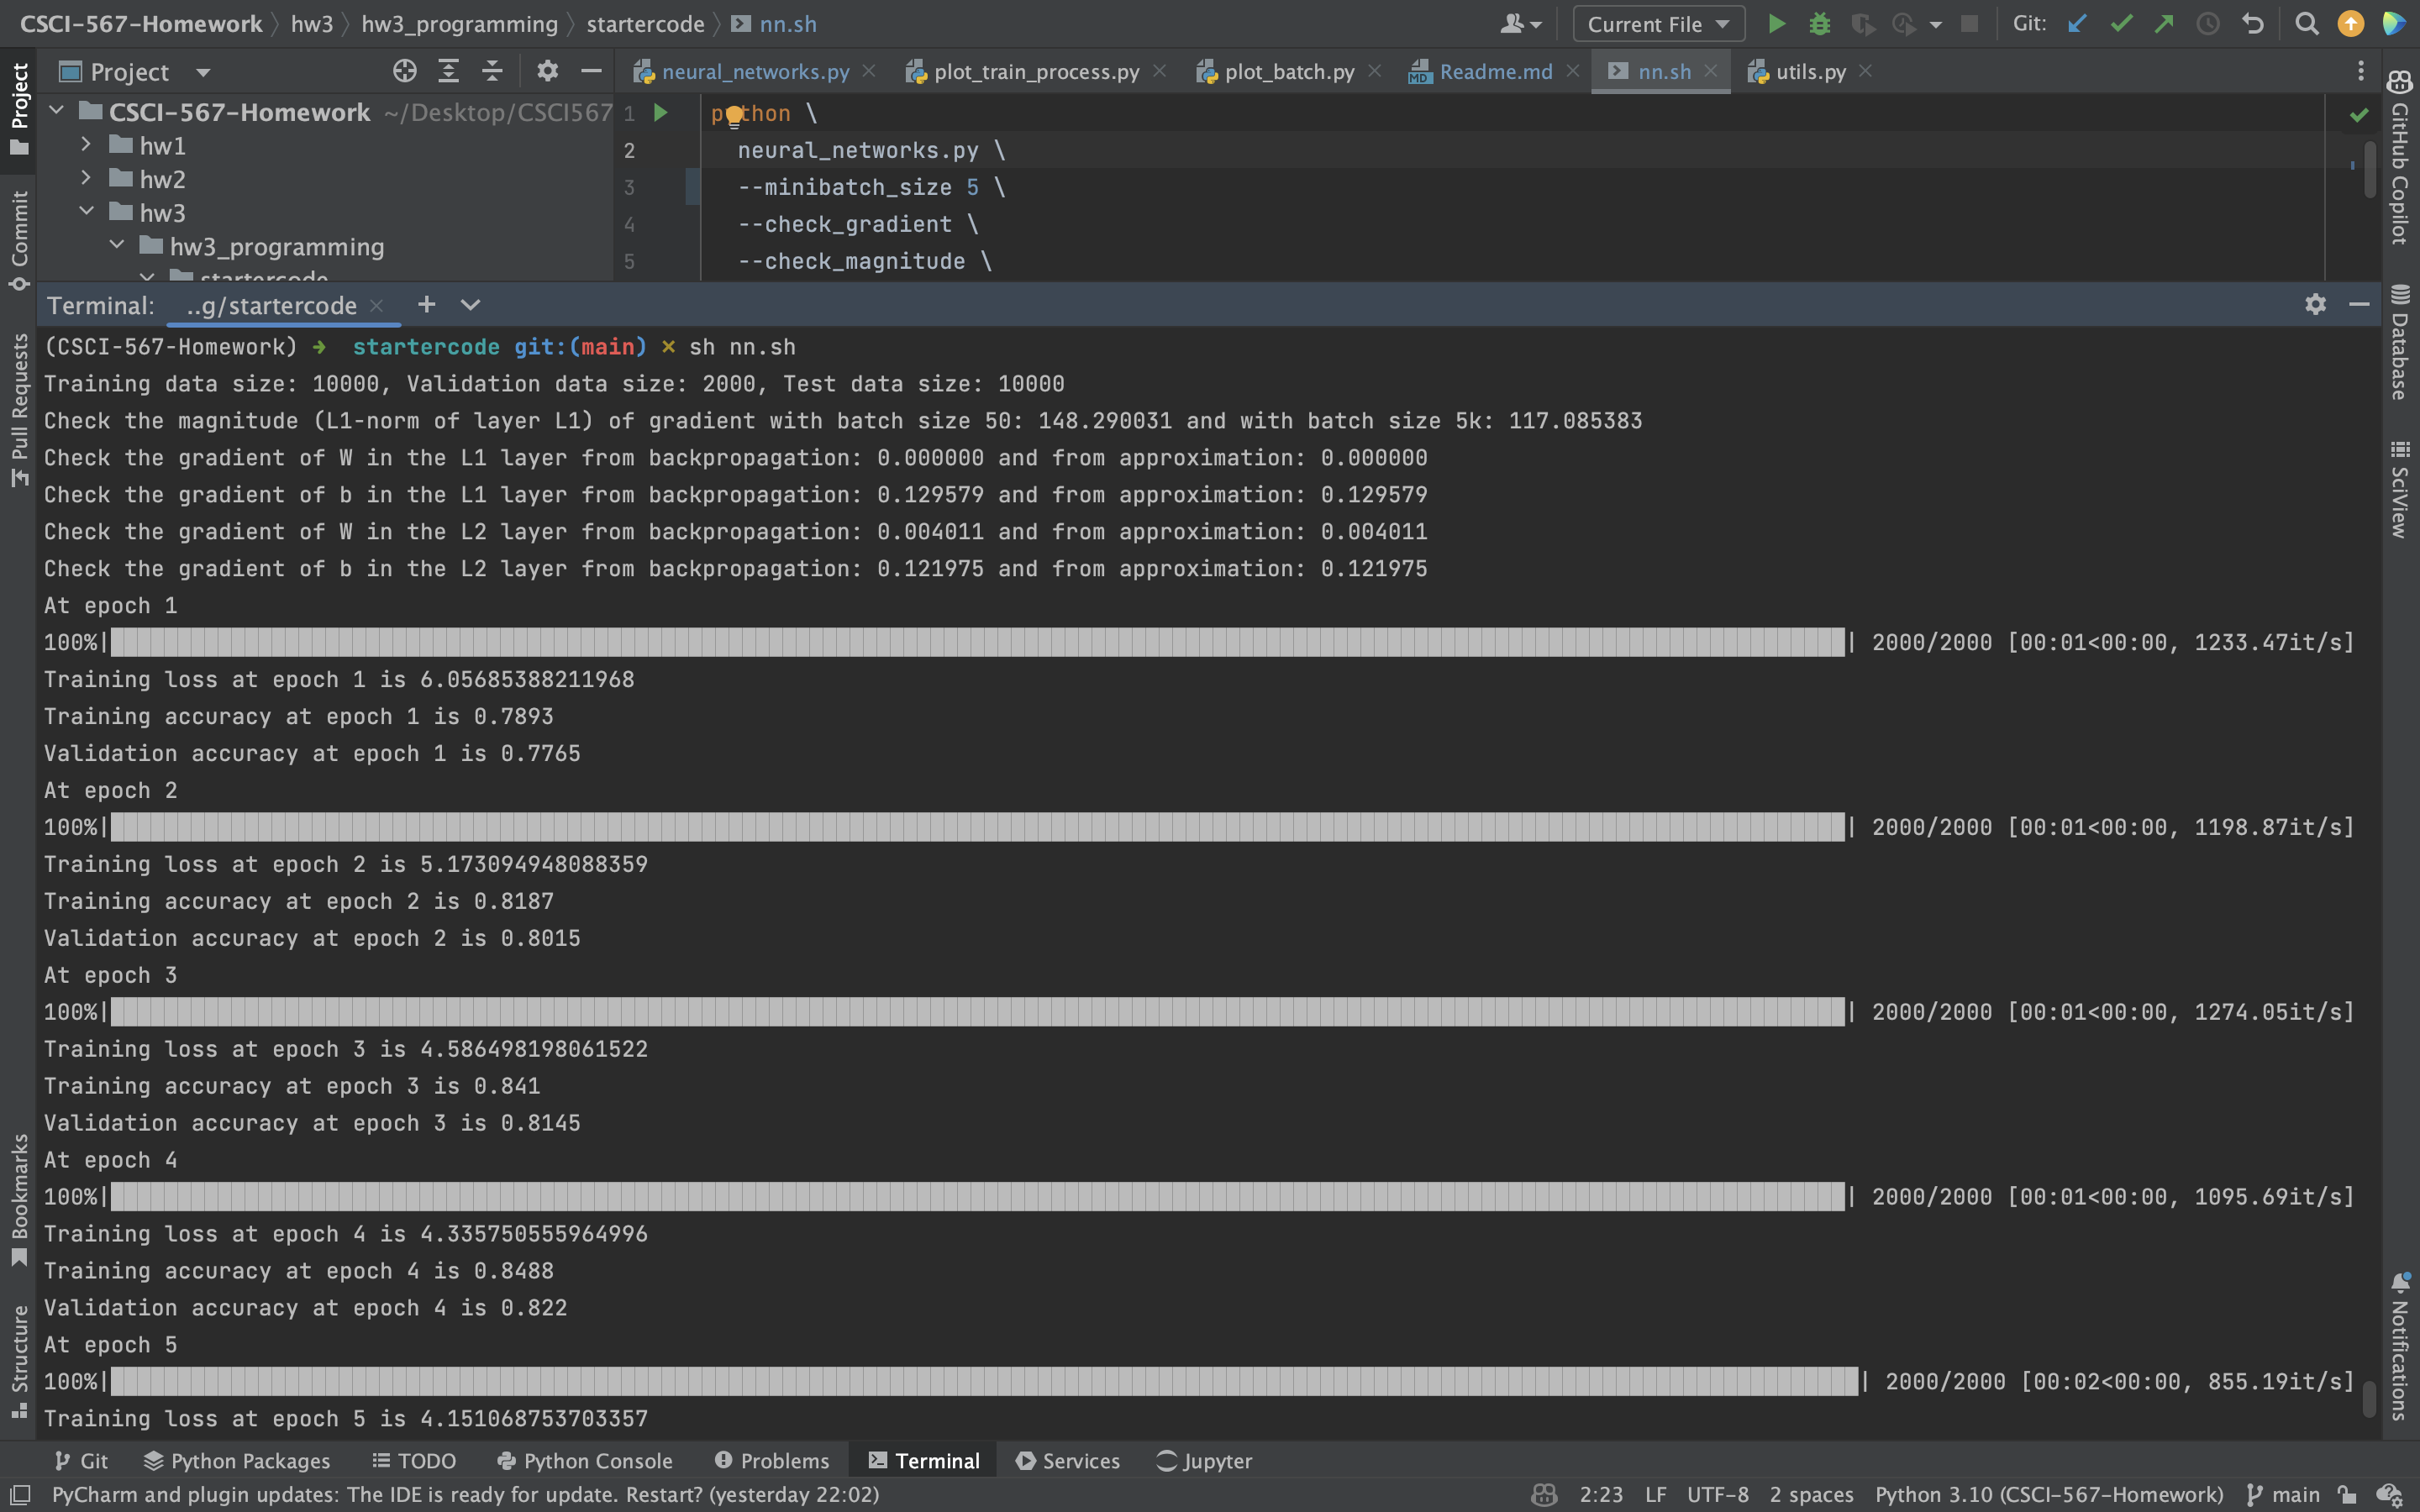 CSCI-567-Homework hw3 hw3_programming startercode nn.sh Current File Git:
Project neural_networks.py plot_train_process.py plot_batch.py Readme.md nn.sh utils.py
Project
Commit
Pull Requests
Bookmarks
Structure
CSCI-567-Homework ~/Desktop/CSCI567
hw1
hw2
hw3
hw3_programming
startercode
1 python \
2 neural_networks.py \
3 --minibatch_size 5 \
4 --check_gradient \
5 --check_magnitude \
GitHub Copilot
Database
SciView
Notifications
Terminal: ..g/startercode
(CSCI-567-Homework) ➜ startercode git:(main) ✗ sh nn.sh
Training data size: 10000, Validation data size: 2000, Test data size: 10000
Check the magnitude (L1-norm of layer L1) of gradient with batch size 50: 148.290031 and with batch size 5k: 117.085383
Check the gradient of W in the L1 layer from backpropagation: 0.000000 and from approximation: 0.000000
Check the gradient of b in the L1 layer from backpropagation: 0.129579 and from approximation: 0.129579
Check the gradient of W in the L2 layer from backpropagation: 0.004011 and from approximation: 0.004011
Check the gradient of b in the L2 layer from backpropagation: 0.121975 and from approximation: 0.121975
At epoch 1
100%| | 2000/2000 [00:01<00:00, 1233.47it/s]
Training loss at epoch 1 is 6.05685388211968
Training accuracy at epoch 1 is 0.7893
Validation accuracy at epoch 1 is 0.7765
At epoch 2
100%| | 2000/2000 [00:01<00:00, 1198.87it/s]
Training loss at epoch 2 is 5.173094948088359
Training accuracy at epoch 2 is 0.8187
Validation accuracy at epoch 2 is 0.8015
At epoch 3
100%| | 2000/2000 [00:01<00:00, 1274.05it/s]
Training loss at epoch 3 is 4.586498198061522
Training accuracy at epoch 3 is 0.841
Validation accuracy at epoch 3 is 0.8145
At epoch 4
100%| | 2000/2000 [00:01<00:00, 1095.69it/s]
Training loss at epoch 4 is 4.335750555964996
Training accuracy at epoch 4 is 0.8488
Validation accuracy at epoch 4 is 0.822
At epoch 5
100%| | 2000/2000 [00:02<00:00, 855.19it/s]
Training loss at epoch 5 is 4.151068753703357
Git Python Packages TODO Python Console Problems Terminal Services Jupyter
PyCharm and plugin updates: The IDE is ready for update. Restart? (yesterday 22:02) 2:23 LF UTF-8 2 spaces Python 3.10 (CSCI-567-Homework) main